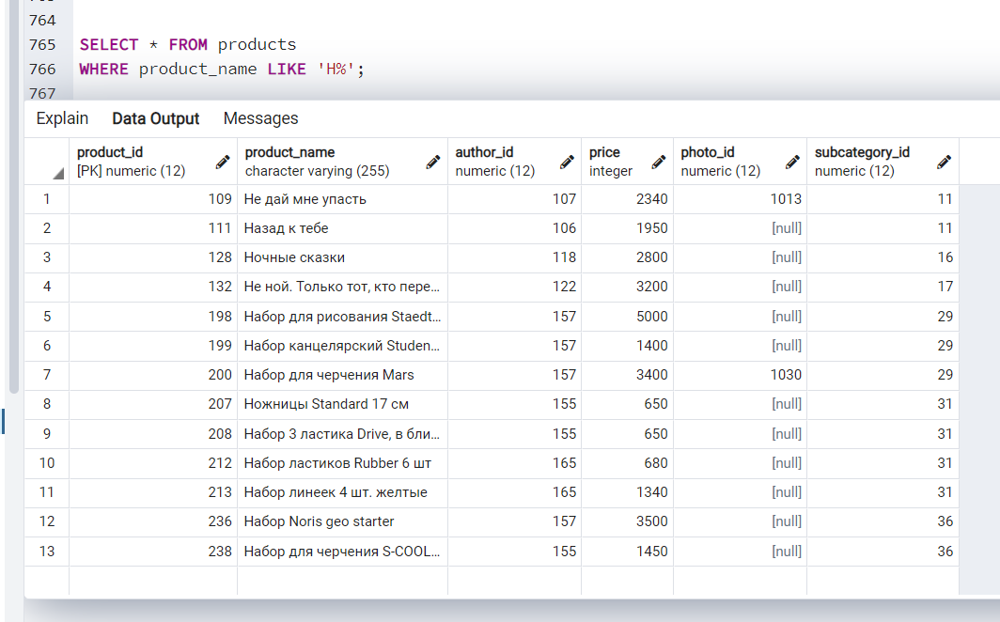 764
765 SELECT * FROM products
766 WHERE product_name LIKE 'Н%';
767
Explain Data Output Messages
product_id product_name author_id price photo_id subcategory_id
[PK] numeric (12) character varying (255) numeric (12) integer numeric (12) numeric (12)
1 109 Не дай мне упасть 107 2340 1013 11
2 111 Назад к тебе 106 1950 [null] 11
3 128 Ночные сказки 118 2800 [null] 16
4 132 Не ной. Только тот, кто пере... 122 3200 [null] 17
5 198 Набор для рисования Staedt... 157 5000 [null] 29
6 199 Набор канцелярский Studen... 157 1400 [null] 29
7 200 Набор для черчения Mars 157 3400 1030 29
8 207 Ножницы Standard 17 см 155 650 [null] 31
9 208 Набор 3 ластика Drive, в бли... 155 650 [null] 31
10 212 Набор ластиков Rubber 6 шт 165 680 [null] 31
11 213 Набор линеек 4 шт. желтые 165 1340 [null] 31
12 236 Набор Noris geo starter 157 3500 [null] 36
13 238 Набор для черчения S-COOL... 155 1450 [null] 36